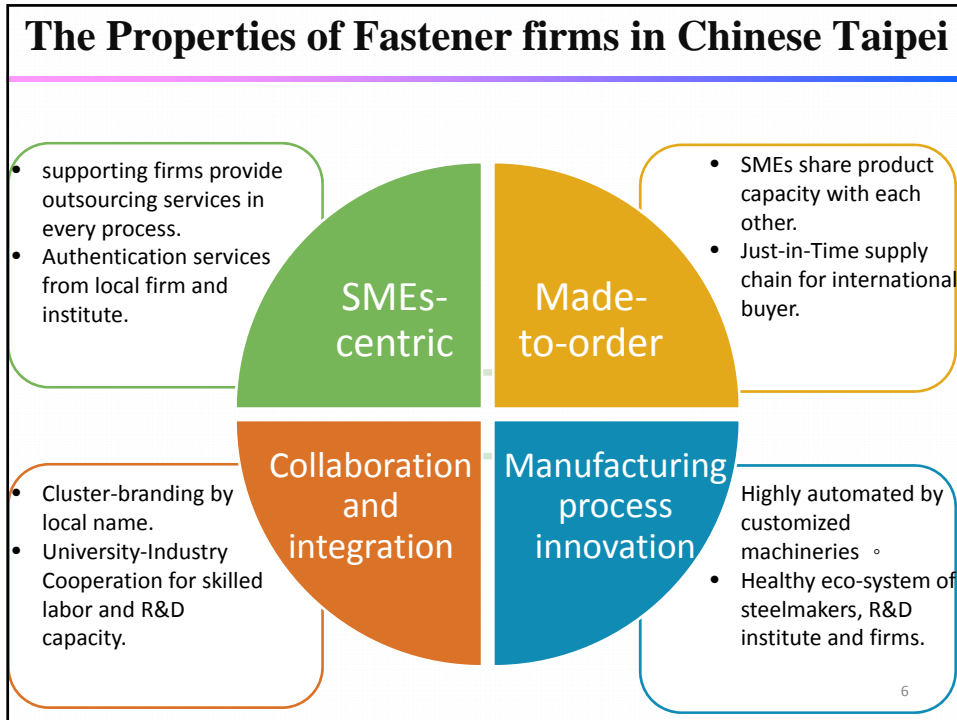 The Properties of Fastener firms in Chinese Taipei
• supporting firms provide
outsourcing services in
every process.
• Authentication services
from local firm and
institute.
SMEs-
centric
Made-
to-order
• SMEs share product
capacity with each
other.
• Just-in-Time supply
chain for international
buyer.
• Cluster-branding by
local name.
• University-Industry
Cooperation for skilled
labor and R&D
capacity.
Collaboration
and
integration
Manufacturing
process
innovation
Highly automated by
customized
machineries 。
• Healthy eco-system of
steelmakers, R&D
institute and firms.
6